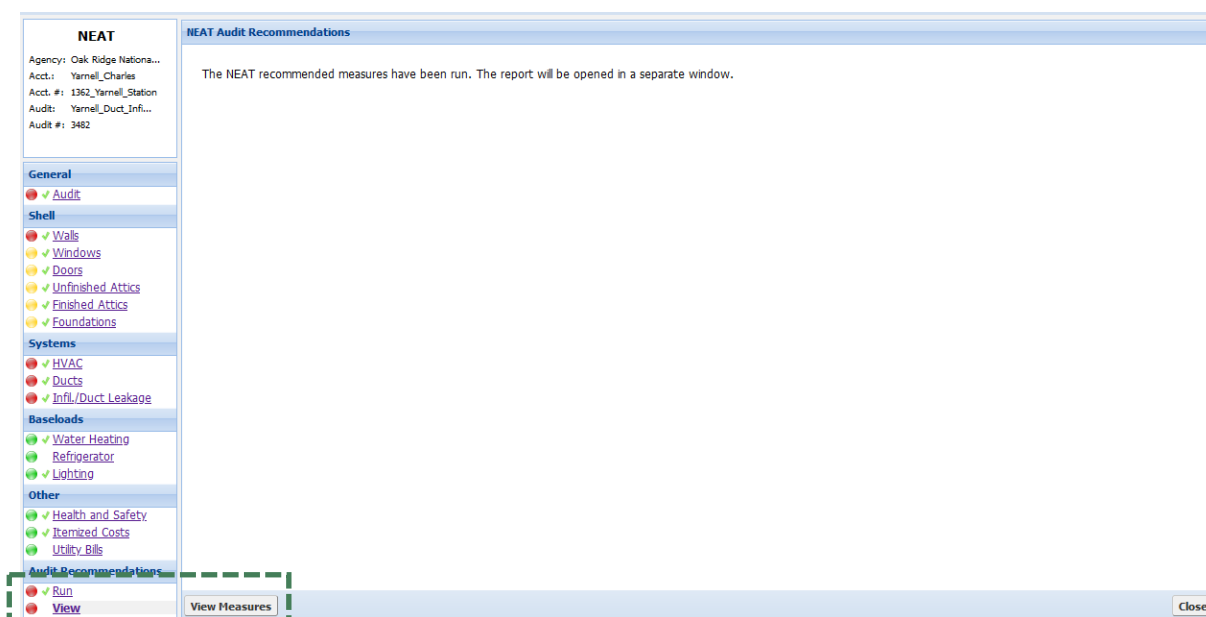 NEAT
Agency: Oak Ridge Nationa...
Acct.: Yarnell_Charles
Acct. #: 1362_Yarnell_Station
Audit: Yarnell_Duct_Infi...
Audit #: 3482
General
Audit
Shell
Walls
Windows
Doors
Unfinished Attics
Finished Attics
Foundations
Systems
HVAC
Ducts
Infil./Duct Leakage
Baseloads
Water Heating
Refrigerator
Lighting
Other
Health and Safety
Itemized Costs
Utility Bills
Audit Recommendations
Run
View
NEAT Audit Recommendations
The NEAT recommended measures have been run. The report will be opened in a separate window.
View Measures
Close